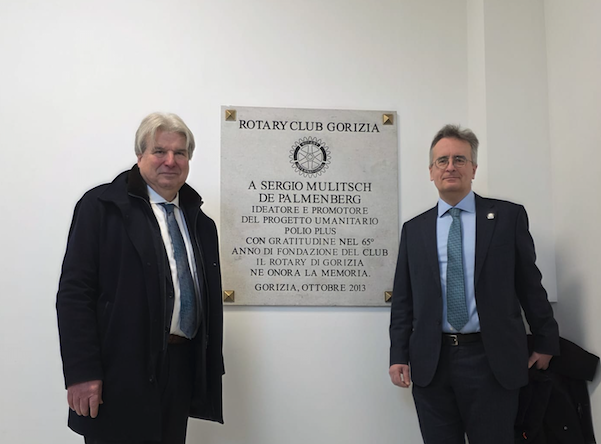 ROTARY CLUB GORIZIA
A SERGIO MULITSCH
DE PALMENBERG
IDEATORE E PROMOTORE
DEL PROGETTO UMANITARIO
POLIO PLUS
CON GRATITUDINE NEL 65°
ANNO DI FONDAZIONE DEL CLUB
IL ROTARY DI GORIZIA
NE ONORA LA MEMORIA.
GORIZIA, OTTOBRE 2013